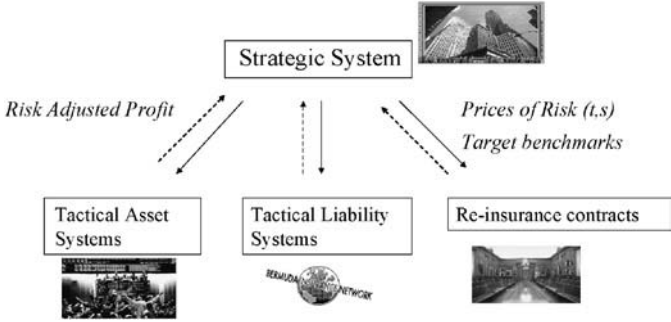 Strategic System
Risk Adjusted Profit
Prices of Risk (t,s)
Target benchmarks
Tactical Asset
Systems
Tactical Liability
Systems
Re-insurance contracts
BERMUDA NETWORK